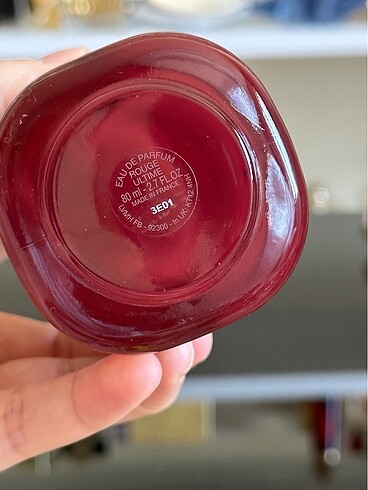 EAU DE PARFUM
ROUGE
ULTIME
80 ml - 2.7 FL.OZ
MADE IN FRANCE
3E01
LVMH FB - 92300 - In UK: KT12 4NH